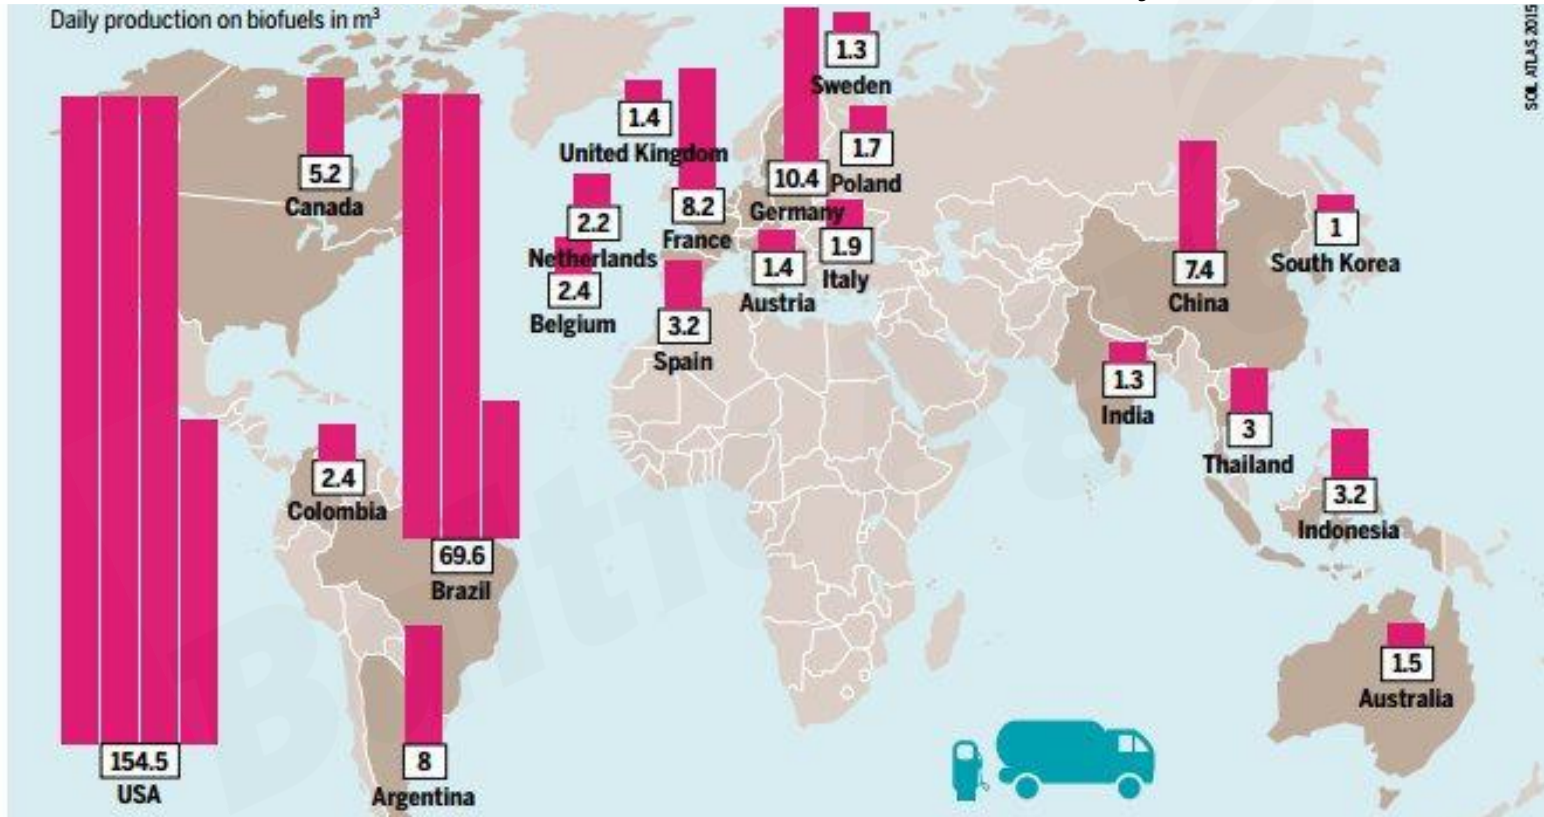 Daily production on biofuels in m³
SOIL ATLAS 2015
1.3
Sweden
1.4
United Kingdom
5.2
Canada
1.7
Poland
10.4
Germany
8.2
France
2.2
Netherlands
1.9
Italy
1.4
Austria
2.4
Belgium
3.2
Spain
7.4
China
1
South Korea
1.3
India
3
Thailand
3.2
Indonesia
2.4
Colombia
69.6
Brazil
1.5
Australia
154.5
USA
8
Argentina